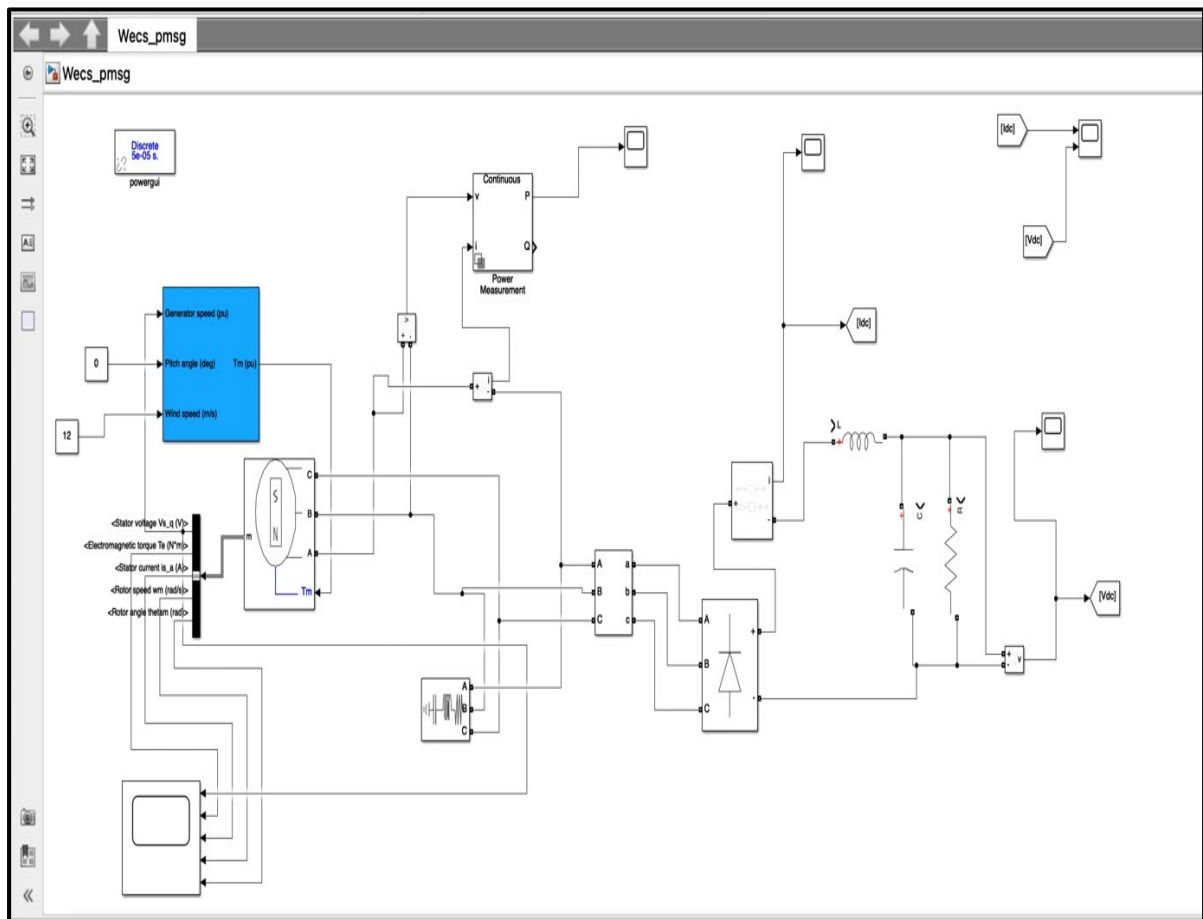 Wecs_pmsg
Wecs_pmsg
Discrete
5e-05 s.
powergui
Continuous
v
P
i
Q
Power
Measurement
[Idc]
[Vdc]
Generator speed (pu)
Pitch angle (deg)
Tm (pu)
Wind speed (m/s)
0
12
v
+ -
+
i
-
[Idc]
L
+
C
+
R
+
+
i
-
<Stator voltage Vs_q (V)>
<Electromagnetic torque Te (N*m)>
<Stator current is_a (A)>
<Rotor speed wm (rad/s)>
<Rotor angle thetam (rad)>
m
S
N
C
B
A
Tm
A
B
C
a
b
c
A
B
C
+
-
A
B
C
+
-
v
[Vdc]